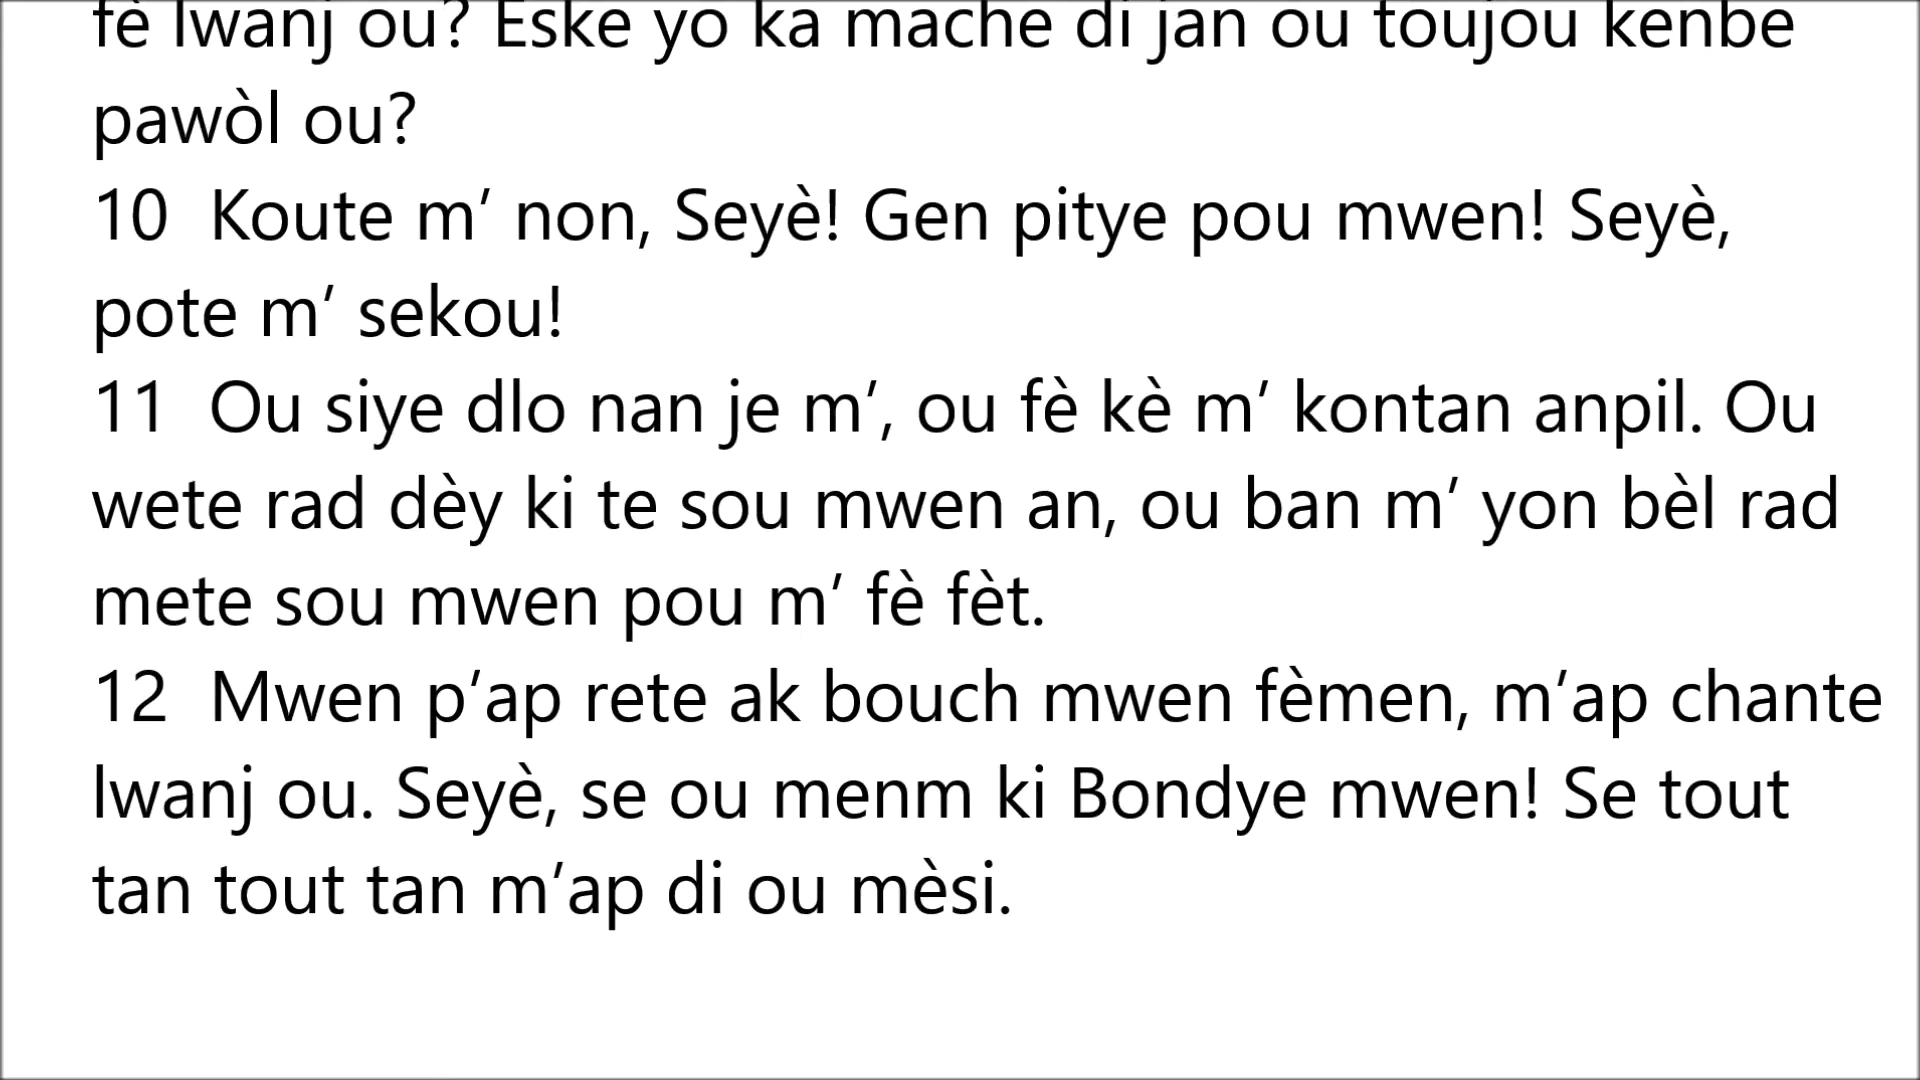 fè lwanj ou? Eske yo ka mache di jan ou toujou kenbe
pawòl ou?
10  Koute m’ non, Seyè! Gen pitye pou mwen! Seyè,
pote m’ sekou!
11  Ou siye dlo nan je m’, ou fè kè m’ kontan anpil. Ou
wete rad dèy ki te sou mwen an, ou ban m’ yon bèl rad
mete sou mwen pou m’ fè fèt.
12  Mwen p’ap rete ak bouch mwen fèmen, m’ap chante
lwanj ou. Seyè, se ou menm ki Bondye mwen! Se tout
tan tout tan m’ap di ou mèsi.